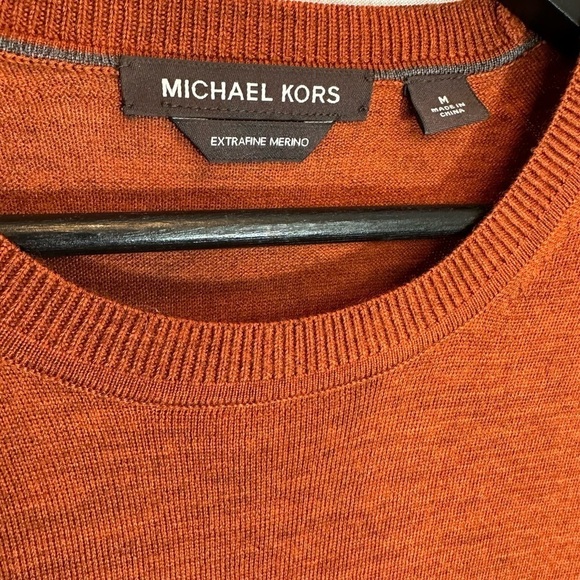 MICHAEL KORS
EXTRAFINE MERINO
M
MADE IN
CHINA